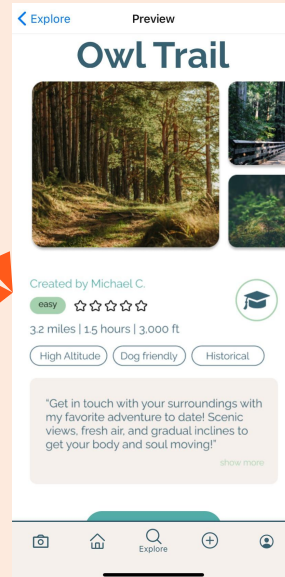 Explore
Preview
Owl Trail
Created by Michael C.
easy
3.2 miles | 1.5 hours | 3,000 ft
High Altitude
Dog friendly
Historical
"Get in touch with your surroundings with
my favorite adventure to date! Scenic
views, fresh air, and gradual inclines to
get your body and soul moving!"
show more
Explore